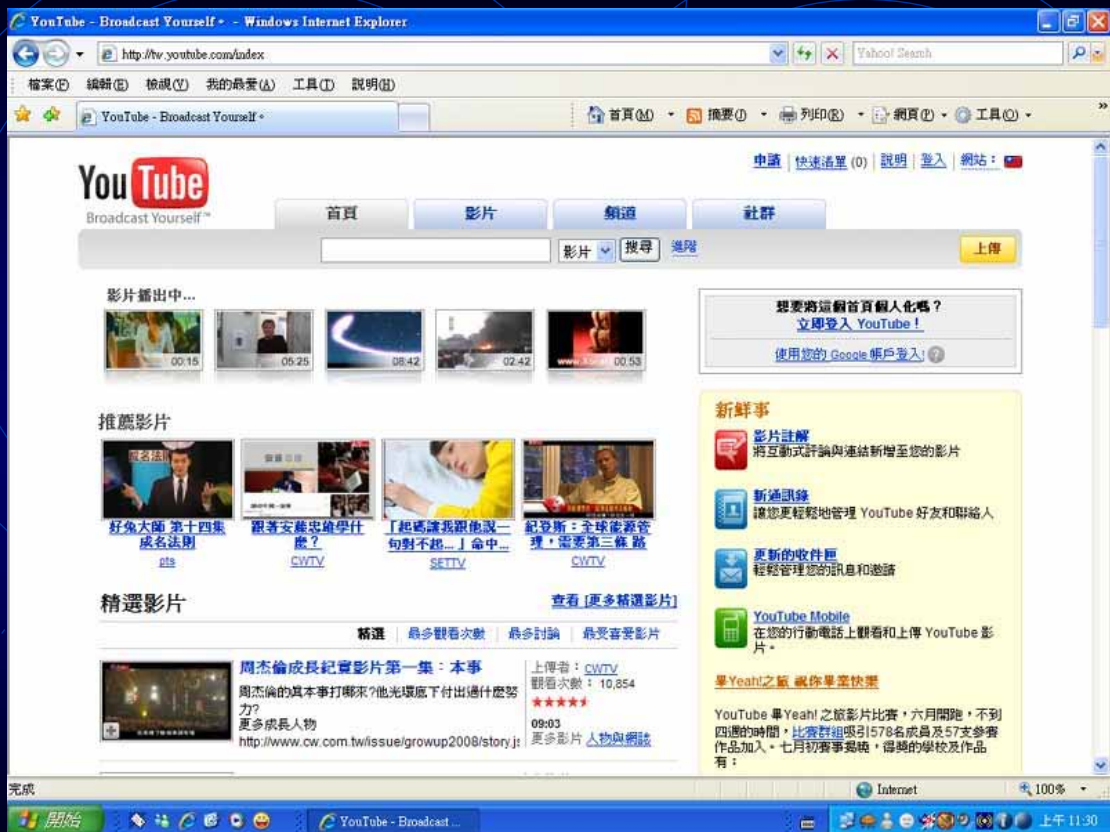 YouTube - Broadcast Yourself。 - Windows Internet Explorer
http://tw.youtube.com/index
Yahoo! Search
檔案(F) 編輯(E) 檢視(V) 我的最愛(A) 工具(T) 說明(H)
YouTube - Broadcast Yourself。
首頁(M) 摘要(J) 列印(R) 網頁(P) 工具(O)
申請 | 快速清單 (0) | 說明 | 登入 | 網站：
YouTube
Broadcast Yourself™
首頁 影片 頻道 社群
影片 搜尋 進階 上傳
影片播出中...
00:15 05:25 08:42 02:42 00:53
推薦影片
好兔大師 第十四集
成名法則
pts
跟著安藤忠雄學什
麼？
CWTV
「起碼讓我跟他說一
句對不起...」命中...
SETTV
紀登斯：全球能源管
理，需要第三條 路
CWTV
精選影片
查看 [更多精選影片]
精選 | 最多觀看次數 | 最多討論 | 最受喜愛影片
周杰倫成長紀實影片第一集：本事
周杰倫的真本事打哪來?他光環底下付出過什麼努
力?
更多成長人物
http://www.cw.com.tw/issue/growup2008/story.js
上傳者： CWTV
觀看次數： 10,854
09:03
更多影片 人物與網誌
想要將這個首頁個人化嗎？
立即登入 YouTube！
使用您的 Google 帳戶登入!
新鮮事
影片註解
將互動式評論與連結新增至您的影片
新通訊錄
讓您更輕鬆地管理 YouTube 好友和聯絡人
更新的收件匣
輕鬆管理您的訊息和邀請
YouTube Mobile
在您的行動電話上觀看和上傳 YouTube 影
片。
畢Yeah!之旅 祝你畢業快樂
YouTube 畢Yeah! 之旅影片比賽，六月開跑，不到
四週的時間，比賽群組吸引578名成員及57支參賽
作品加入。七月初賽事揭曉，得獎的學校及作品
有：
完成
Internet
100%
開始
YouTube - Broadcast ...
上午 11:30